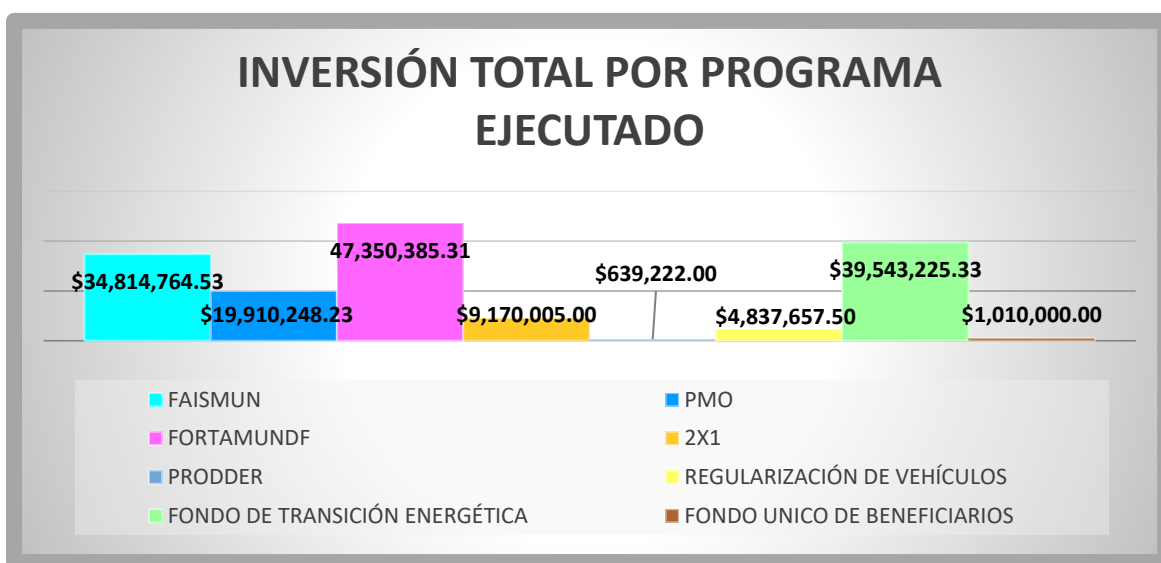 INVERSIÓN TOTAL POR PROGRAMA
EJECUTADO
$34,814,764.53
$19,910,248.23
47,350,385.31
$9,170,005.00
$639,222.00
$4,837,657.50
$39,543,225.33
$1,010,000.00
FAISMUN
PMO
FORTAMUNDF
2X1
PRODDER
REGULARIZACIÓN DE VEHÍCULOS
FONDO DE TRANSICIÓN ENERGÉTICA
FONDO UNICO DE BENEFICIARIOS